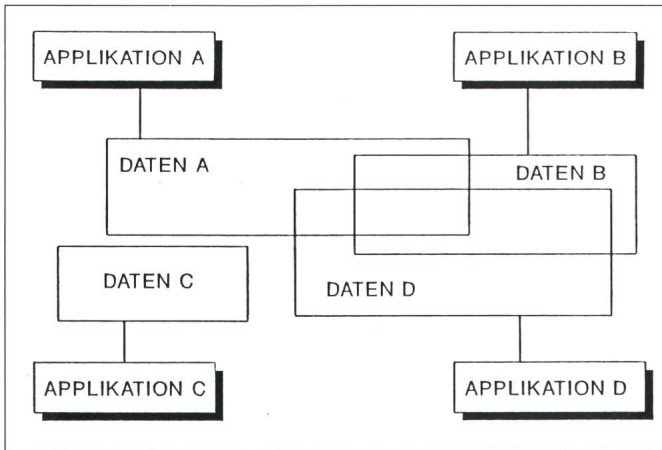 APPLIKATION A
APPLIKATION B
DATEN A
DATEN B
DATEN C
DATEN D
APPLIKATION C
APPLIKATION D